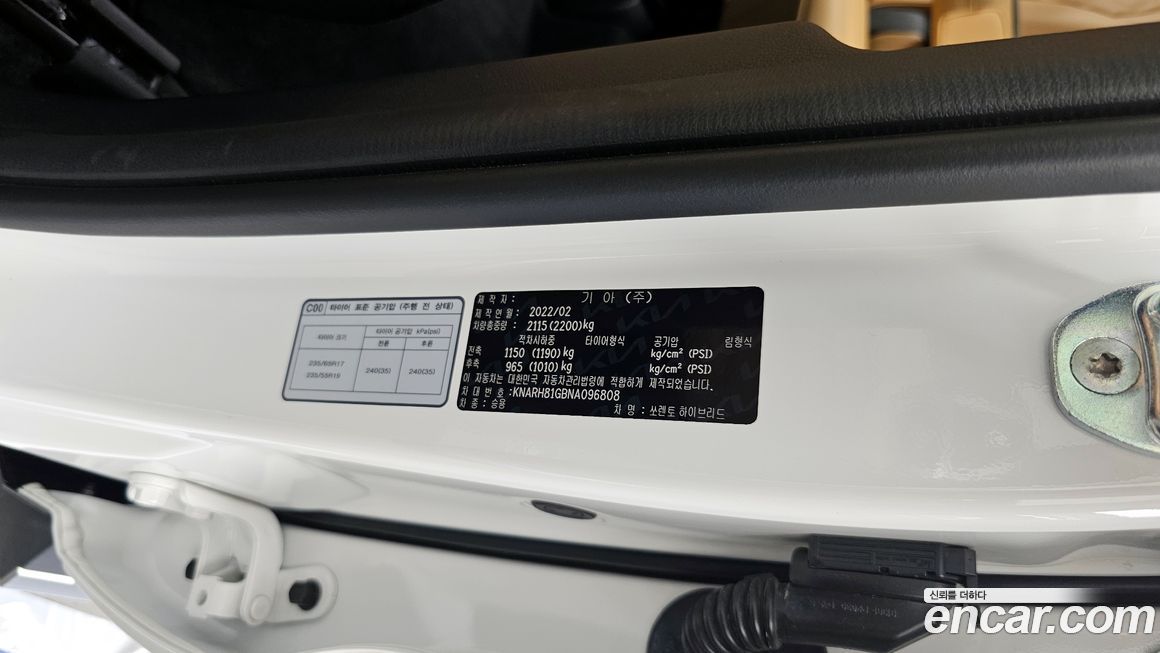 C00 타이어 표준 공기압 (주행 전 상태)
타이어 크기 타이어 공기압 kPa(psi)
전륜 후륜
235/65R17
235/55R19
240(35) 240(35)
제 작 자 : 기 아 (주)
제 작 연 월 : 2022/02
차량총중량 : 2115(2200)kg
적차시하중 타이어형식 공기압 림형식
전축 1150 (1190)kg kg/cm² (PSI)
후축 965 (1010)kg kg/cm² (PSI)
이 자동차는 대한민국 자동차관리법령에 적합하게 제작되었습니다.
차 대 번 호 :KNARH81GBNA096808
차 종 : 승용 차 명 : 쏘렌토 하이브리드
신뢰를 더하다
encar.com